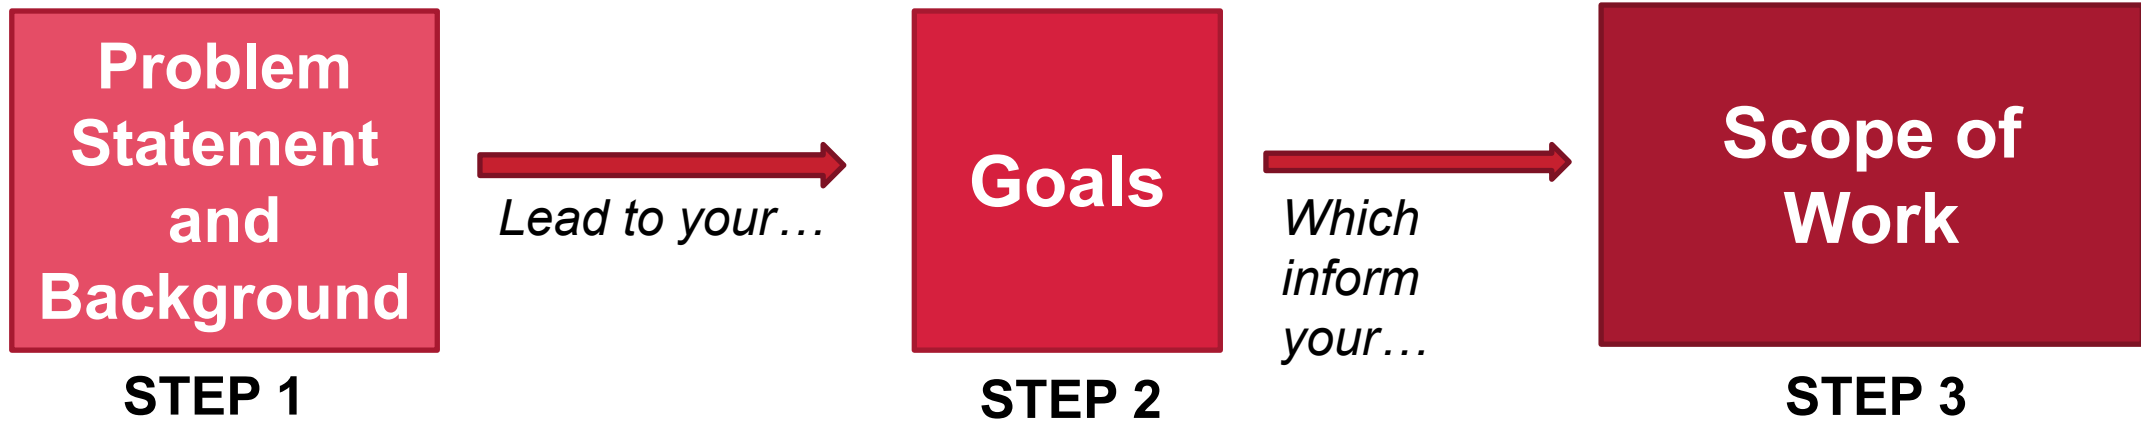 Problem
Statement
and
Background
STEP 1
Lead to your…
Goals
STEP 2
Which
inform
your…
Scope of
Work
STEP 3